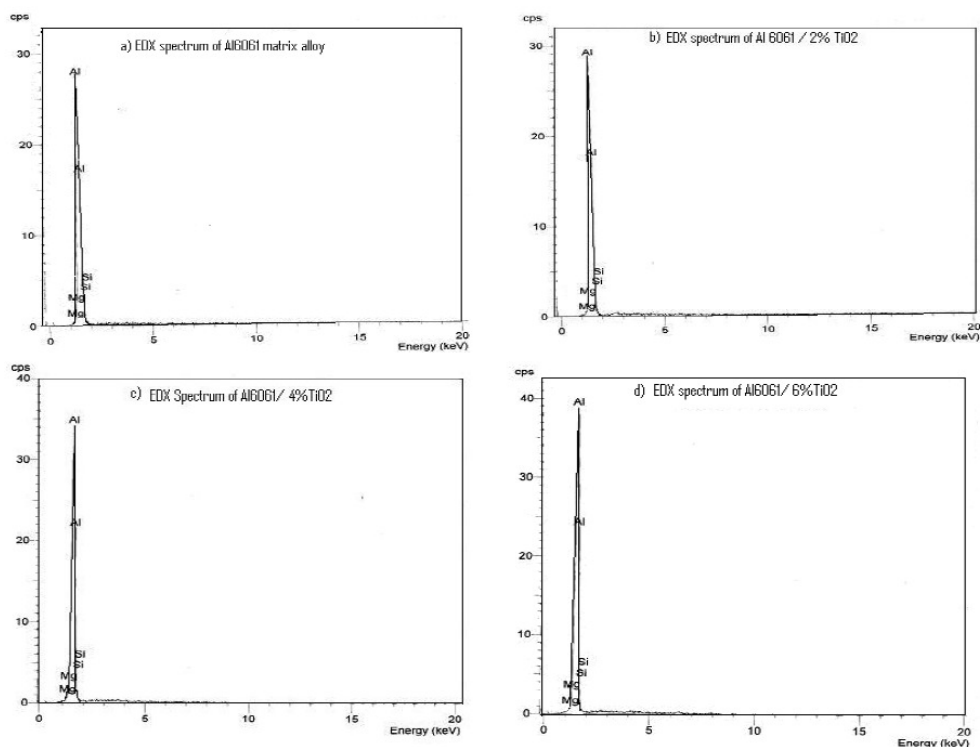 cps
a) EDX spectrum of Al6061 matrix alloy
30
Al
20
Al
10
Si
Si
Mg
Mg
0
0 5 10 15 20
Energy (keV)
cps
b) EDX spectrum of Al 6061 / 2% TiO2
30
Al
20
Al
10
Si
Si
Mg
Mg
0
0 5 10 15 20
Energy (keV)
cps
c) EDX Spectrum of Al6061/ 4%TiO2
40
Al
30
Al
20
10
Si
Si
Mg
Mg
0
0 5 10 15 20
Energy (keV)
cps
d) EDX spectrum of Al6061/ 6%TiO2
40
Al
30
Al
20
10
Si
Si
Mg
Mg
0
0 5 10 15 20
Energy (keV)